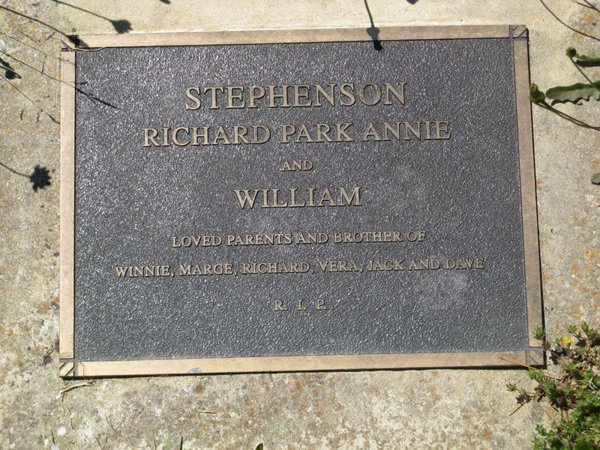 STEPHENSON
RICHARD PARK ANNIE
AND
WILLIAM
LOVED PARENTS AND BROTHER OF
WINNIE, MARGE, RICHARD, VERA, JACK AND DAVE
R. I. P.